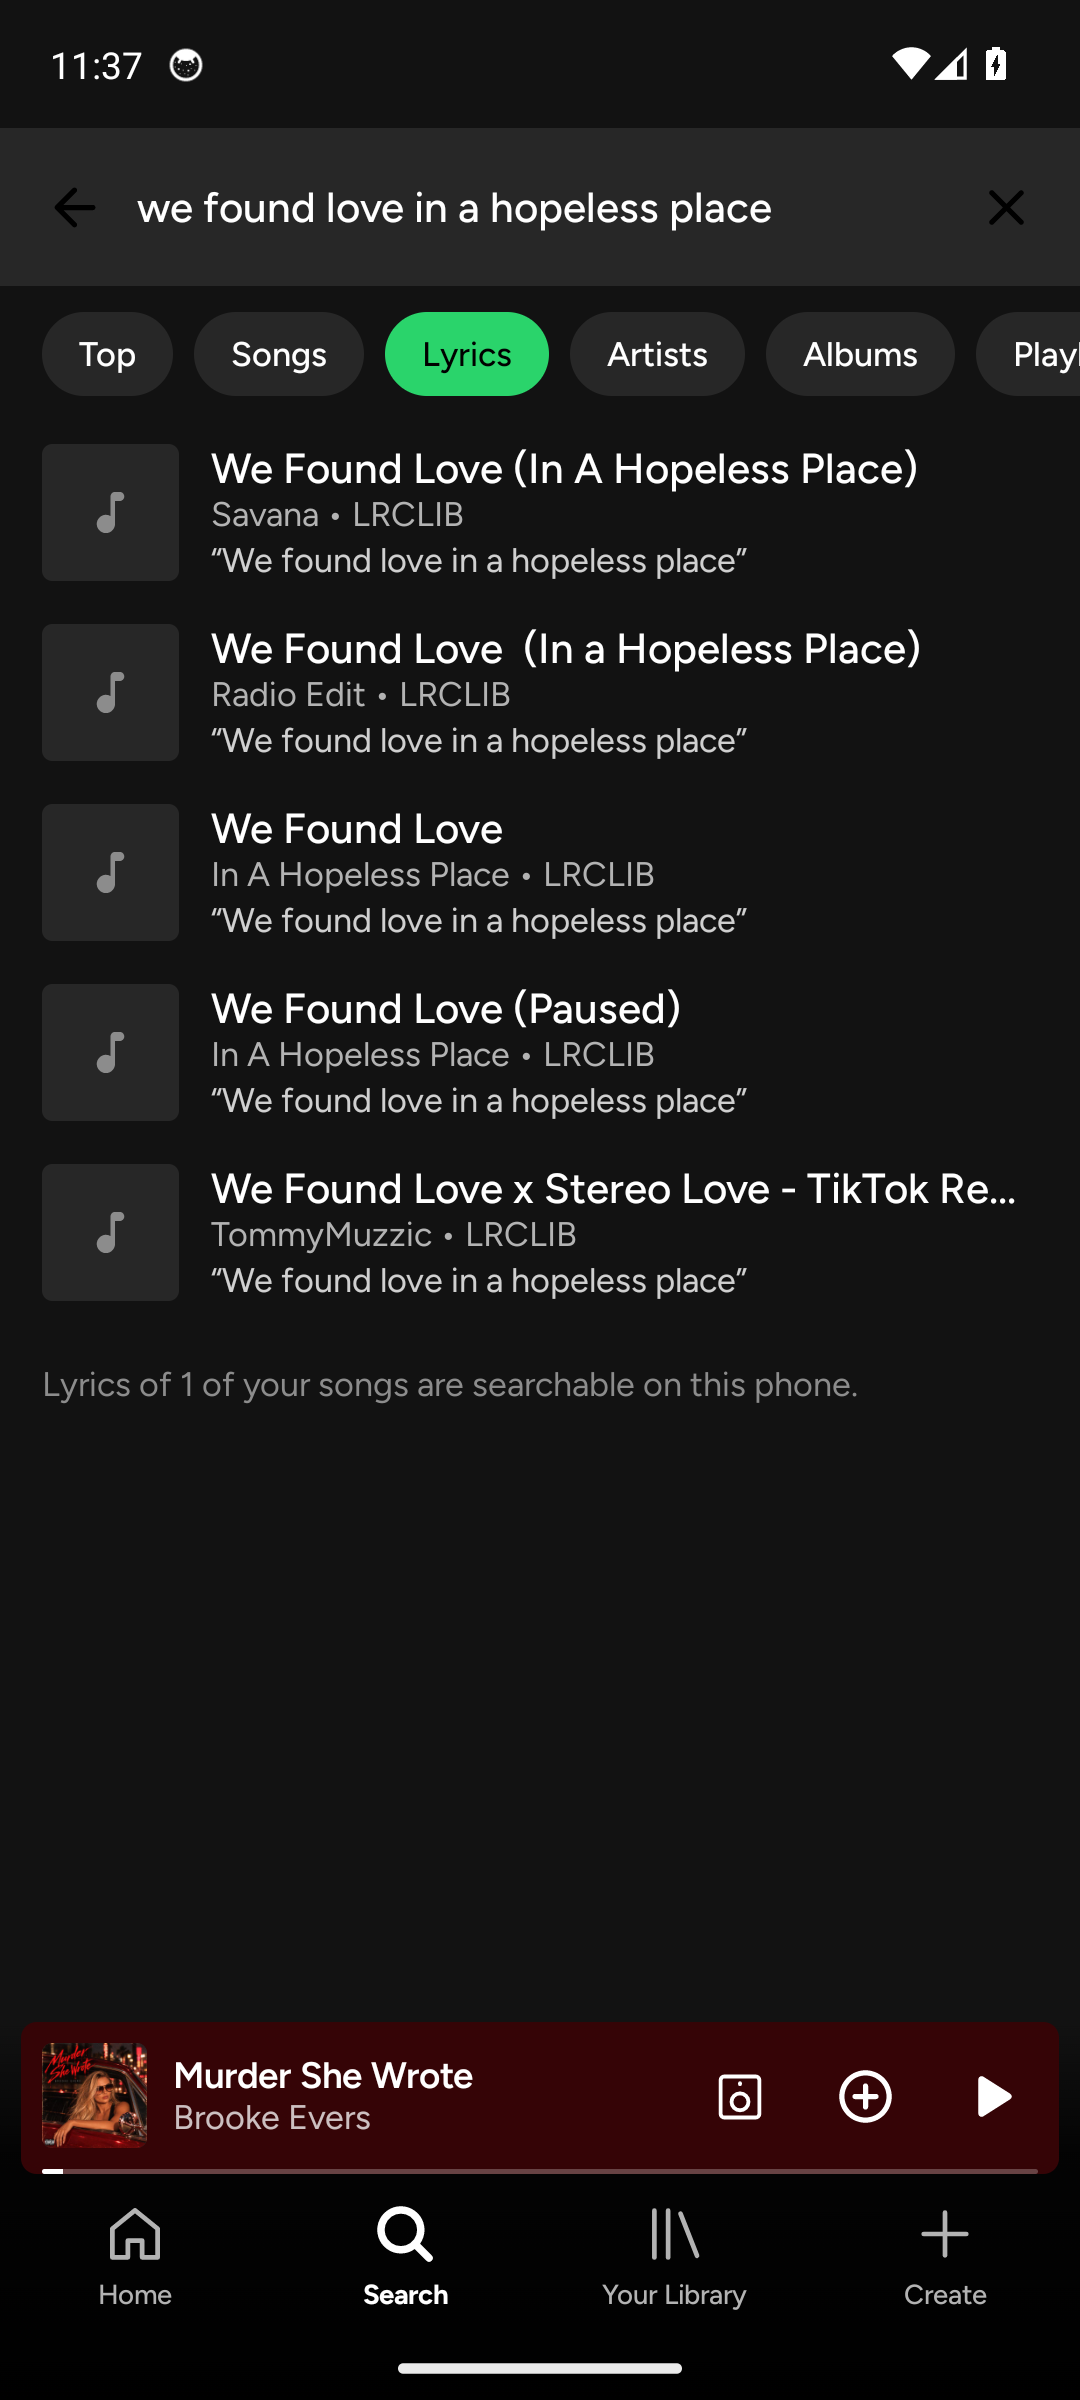 11:37
we found love in a hopeless place
Top
Songs
Lyrics
Artists
Albums
Playl
We Found Love (In A Hopeless Place)
Savana • LRCLIB
“We found love in a hopeless place”
We Found Love  (In a Hopeless Place)
Radio Edit • LRCLIB
“We found love in a hopeless place”
We Found Love
In A Hopeless Place • LRCLIB
“We found love in a hopeless place”
We Found Love (Paused)
In A Hopeless Place • LRCLIB
“We found love in a hopeless place”
We Found Love x Stereo Love - TikTok Re...
TommyMuzzic • LRCLIB
“We found love in a hopeless place”
Lyrics of 1 of your songs are searchable on this phone.
Murder She Wrote
Murder She Wrote
Brooke Evers
Home
Search
Your Library
Create